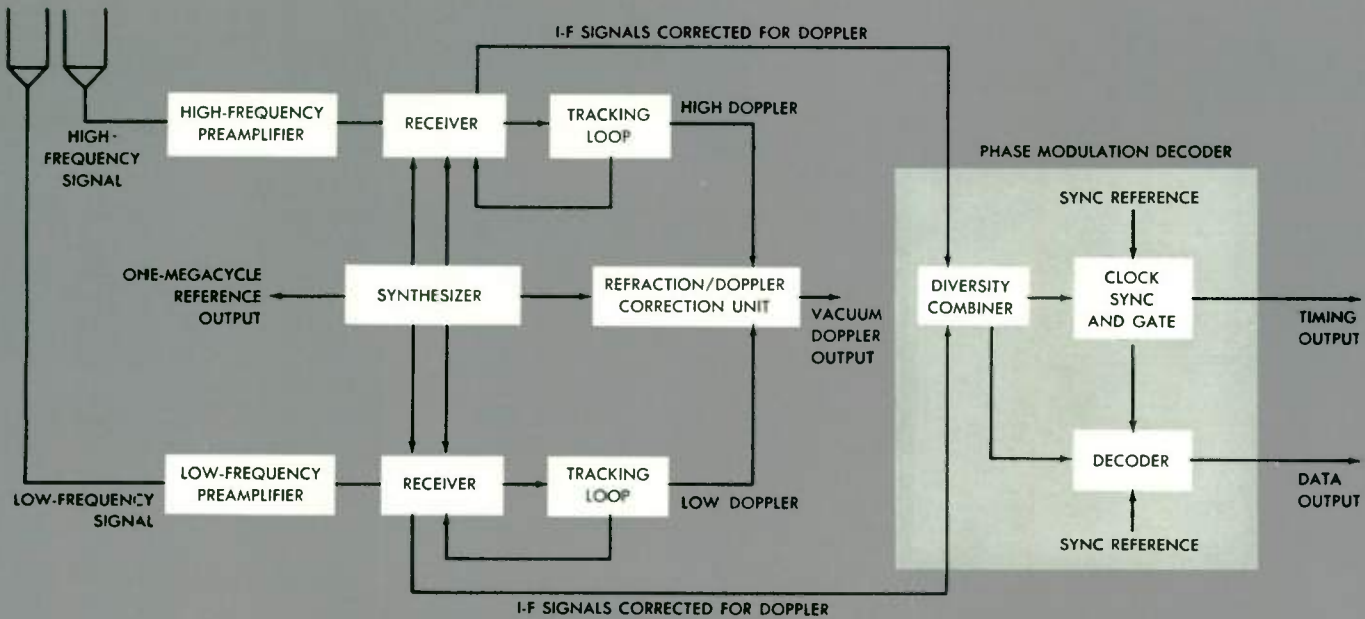 I-F SIGNALS CORRECTED FOR DOPPLER
HIGH-FREQUENCY
PREAMPLIFIER
RECEIVER
TRACKING
LOOP
HIGH DOPPLER
HIGH-
FREQUENCY
SIGNAL
PHASE MODULATION DECODER
SYNC REFERENCE
ONE-MEGACYCLE
REFERENCE
OUTPUT
SYNTHESIZER
REFRACTION/DOPPLER
CORRECTION UNIT
VACUUM
DOPPLER
OUTPUT
DIVERSITY
COMBINER
CLOCK
SYNC
AND GATE
TIMING
OUTPUT
LOW-FREQUENCY
PREAMPLIFIER
RECEIVER
TRACKING
LOOP
LOW DOPPLER
LOW-FREQUENCY
SIGNAL
DECODER
DATA
OUTPUT
SYNC REFERENCE
I-F SIGNALS CORRECTED FOR DOPPLER